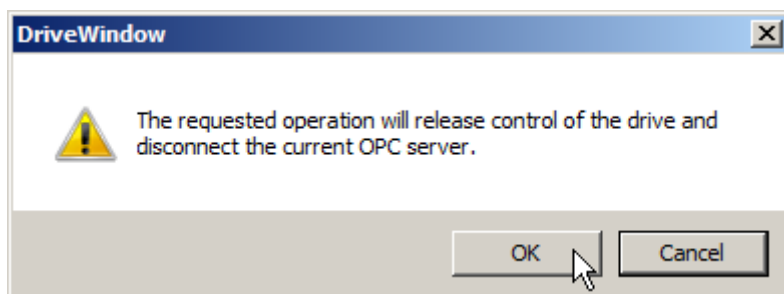 DriveWindow
The requested operation will release control of the drive and
disconnect the current OPC server.
OK
Cancel